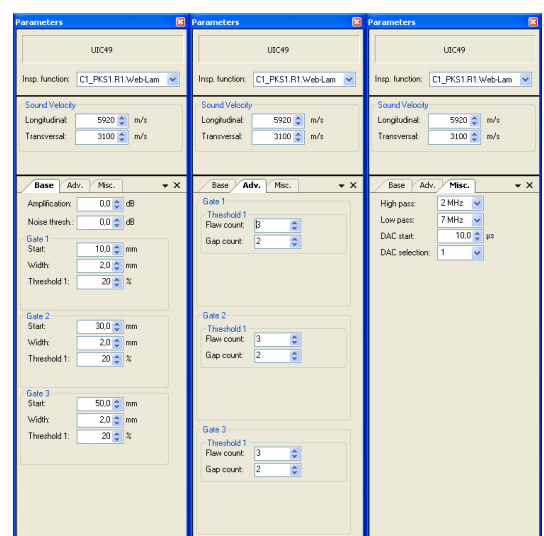 Parameters
UIC49
Insp. function: C1_PKS1.R1.Web-Lam
Sound Velocity
Longitudinal: 5920 m/s
Transversal: 3100 m/s
Base Adv. Misc.
Amplification: 0,0 dB
Noise thresh.: 0,0 dB
Gate 1
Start: 10,0 mm
Width: 2,0 mm
Threshold 1: 20 %
Gate 2
Start: 30,0 mm
Width: 2,0 mm
Threshold 1: 20 %
Gate 3
Start: 50,0 mm
Width: 2,0 mm
Threshold 1: 20 %
Parameters
UIC49
Insp. function: C1_PKS1.R1.Web-Lam
Sound Velocity
Longitudinal: 5920 m/s
Transversal: 3100 m/s
Base Adv. Misc.
Gate 1
Threshold 1
Flaw count: 3
Gap count: 2
Gate 2
Threshold 1
Flaw count: 3
Gap count: 2
Gate 3
Threshold 1
Flaw count: 3
Gap count: 2
Parameters
UIC49
Insp. function: C1_PKS1.R1.Web-Lam
Sound Velocity
Longitudinal: 5920 m/s
Transversal: 3100 m/s
Base Adv. Misc.
High pass: 2 MHz
Low pass: 7 MHz
DAC start: 10,0 µs
DAC selection: 1